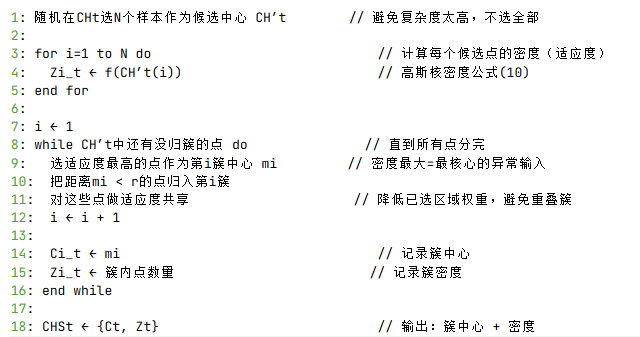 1: 随机在CHt选N个样本作为候选中心 CH't // 避免复杂度太高，不选全部
2:
3: for i=1 to N do // 计算每个候选点的密度（适应度）
4: Zi_t ← f(CH't(i)) // 高斯核密度公式(10)
5: end for
6:
7: i ← 1
8: while CH't中还有没归簇的点 do // 直到所有点分完
9: 选适应度最高的点作为第i簇中心 mi // 密度最大=最核心的异常输入
10: 把距离mi < r的点归入第i簇
11: 对这些点做适应度共享 // 降低已选区域权重，避免重叠簇
12: i ← i + 1
13:
14: Ci_t ← mi // 记录簇中心
15: Zi_t ← 簇内点数量 // 记录簇密度
16: end while
17:
18: CHSt ← {Ct, Zt} // 输出：簇中心 + 密度